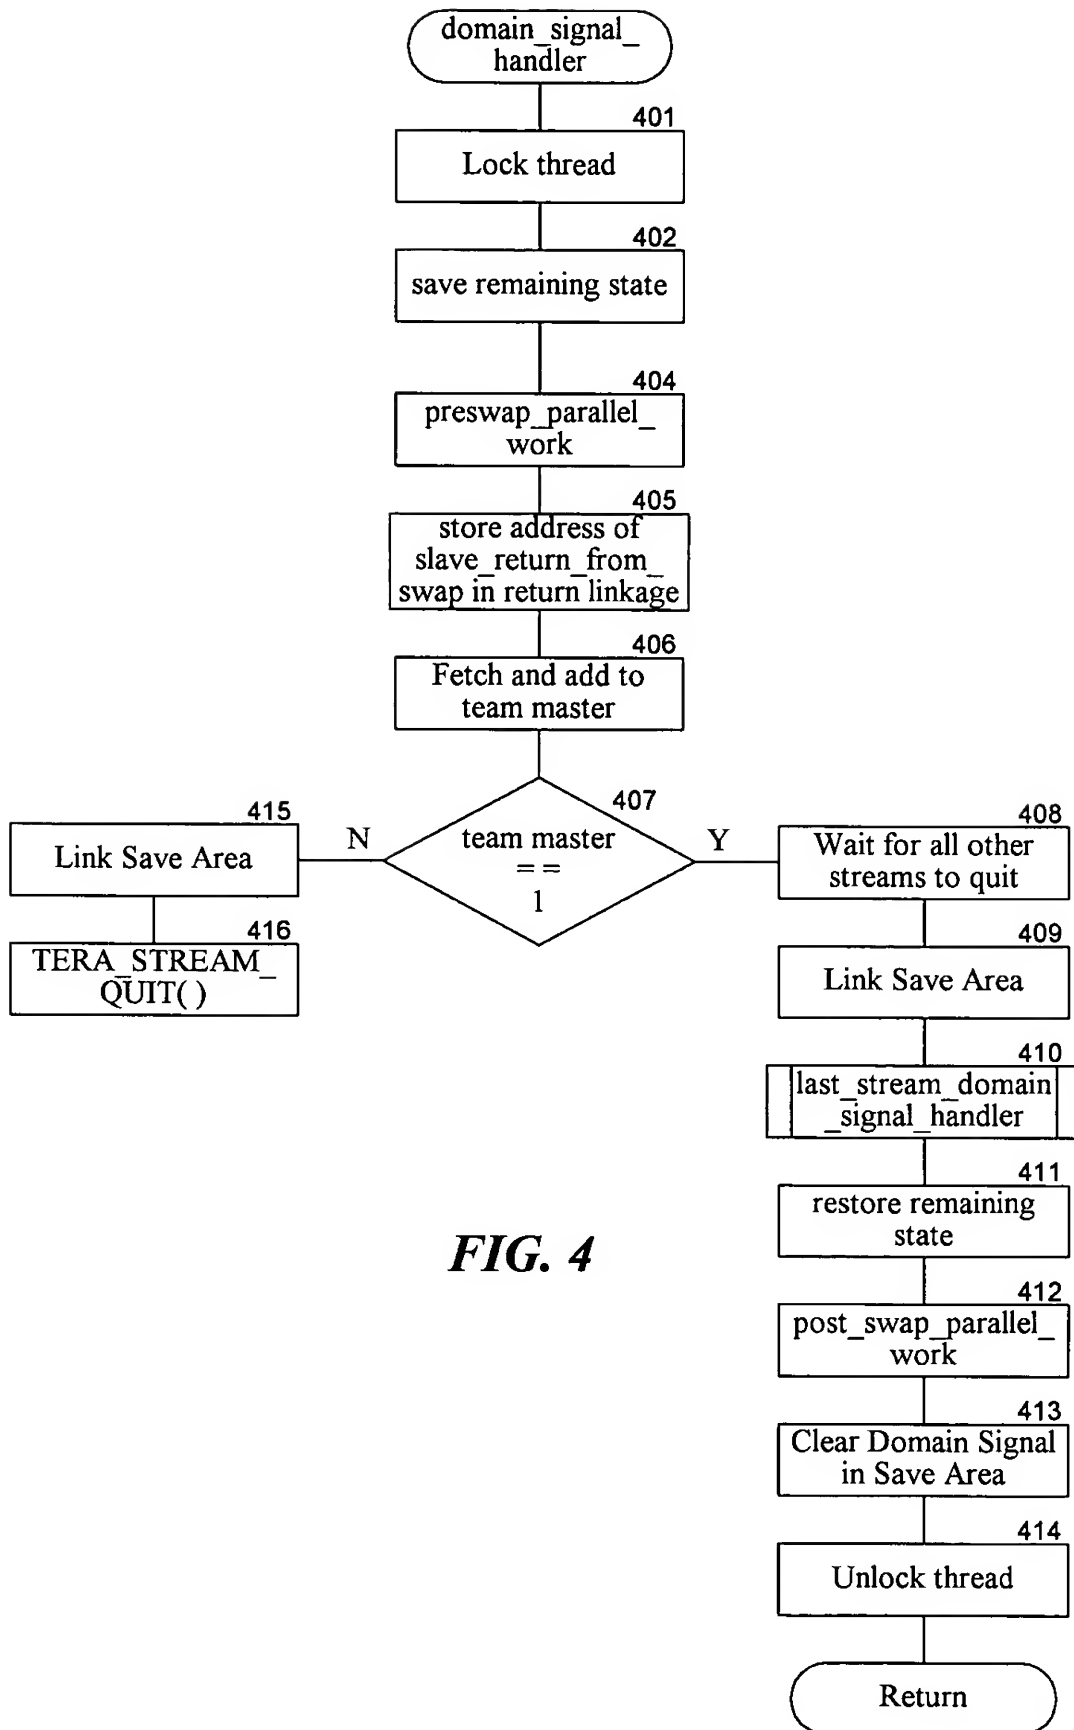 domain_signal_
handler
401
Lock thread
402
save remaining state
404
preswap_parallel_
work
405
store address of
slave_return_from_
swap in return linkage
406
Fetch and add to
team master
407
team master
= =
1
N
Y
415
Link Save Area
416
TERA_STREAM_
QUIT( )
408
Wait for all other
streams to quit
409
Link Save Area
410
last_stream_domain
_signal_handler
411
restore remaining
state
412
post_swap_parallel_
work
413
Clear Domain Signal
in Save Area
414
Unlock thread
Return
FIG. 4